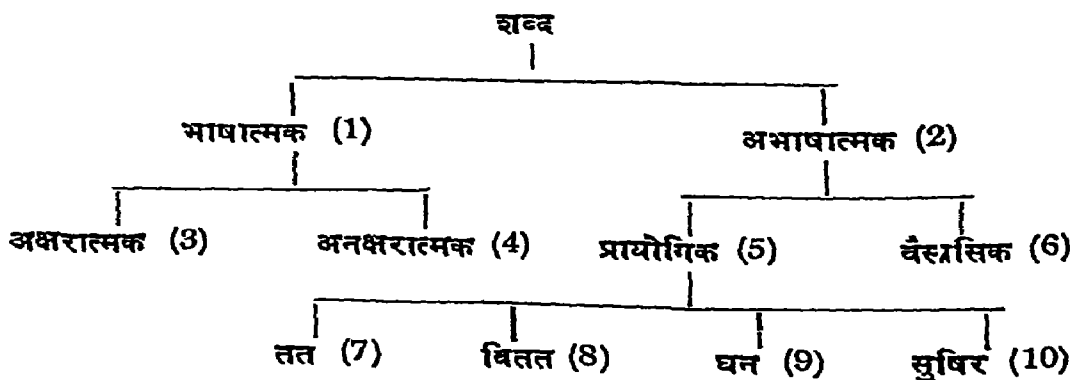 शब्द
भाषात्मक (1) अभाषात्मक (2)
अक्षरात्मक (3) अनक्षरात्मक (4) प्रायोगिक (5) वैस्रसिक (6)
तत (7) वितत (8) घन (9) सुषिर (10)